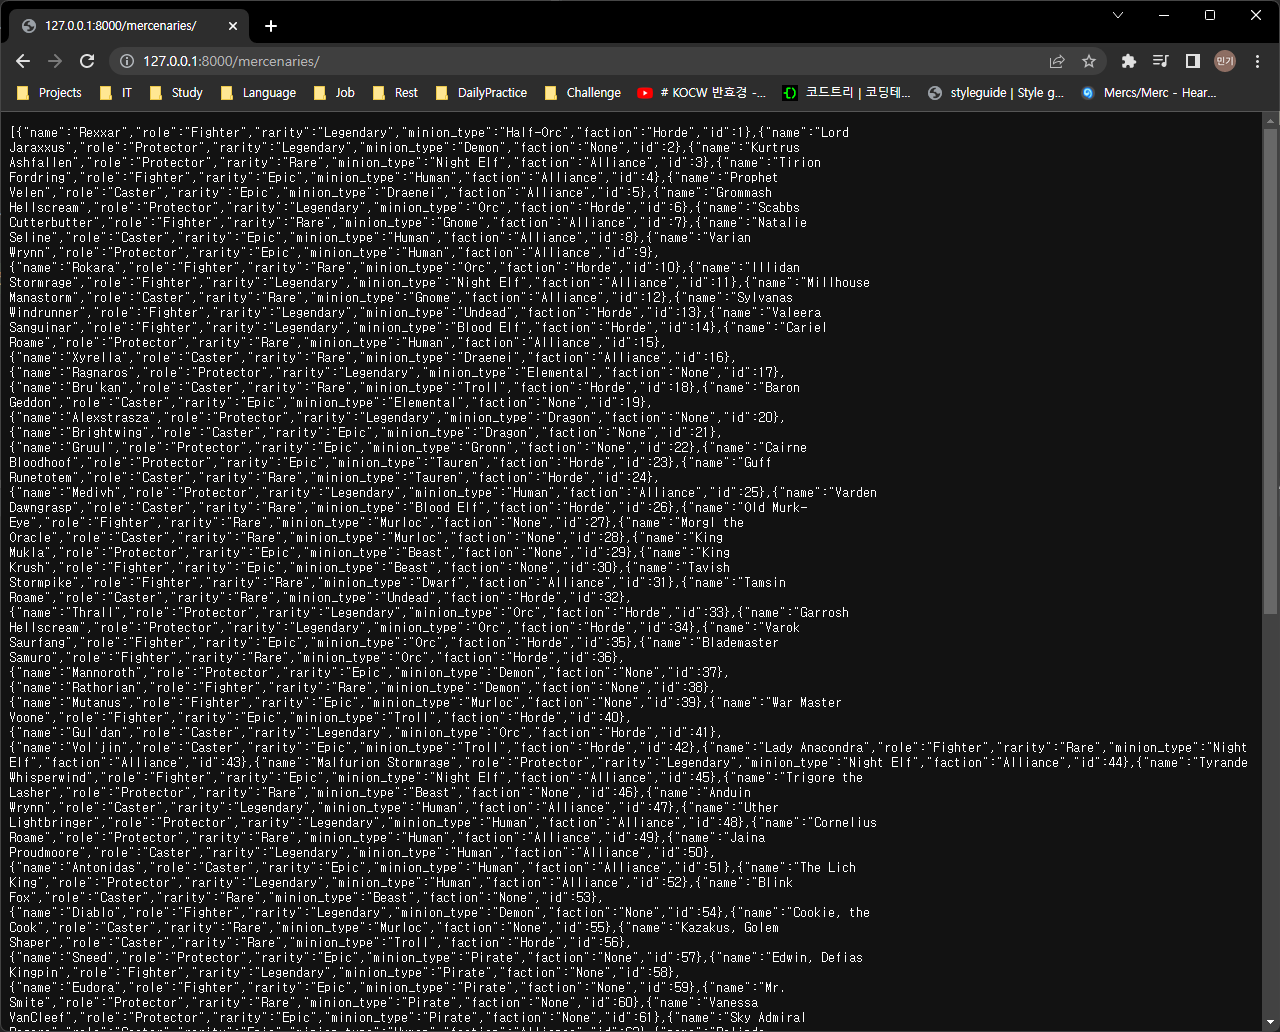 127.0.0.1:8000/mercenaries/
127.0.0.1:8000/mercenaries/
민기
Projects IT Study Language Job Rest DailyPractice Challenge # KOCW 반효경 -... 코드트리 | 코딩테... styleguide | Style g... Mercs/Merc - Hear...
[{"name":"Rexxar","role":"Fighter","rarity":"Legendary","minion_type":"Half-Orc","faction":"Horde","id":1},{"name":"Lord
Jaraxxus","role":"Protector","rarity":"Legendary","minion_type":"Demon","faction":"None","id":2},{"name":"Kurtrus
Ashfallen","role":"Protector","rarity":"Rare","minion_type":"Night Elf","faction":"Alliance","id":3},{"name":"Tirion
Fordring","role":"Fighter","rarity":"Epic","minion_type":"Human","faction":"Alliance","id":4},{"name":"Prophet
Velen","role":"Caster","rarity":"Epic","minion_type":"Draenei","faction":"Alliance","id":5},{"name":"Grommash
Hellscream","role":"Protector","rarity":"Legendary","minion_type":"Orc","faction":"Horde","id":6},{"name":"Scabbs
Cutterbutter","role":"Fighter","rarity":"Rare","minion_type":"Gnome","faction":"Alliance","id":7},{"name":"Natalie
Seline","role":"Caster","rarity":"Epic","minion_type":"Human","faction":"Alliance","id":8},{"name":"Varian
Wrynn","role":"Protector","rarity":"Epic","minion_type":"Human","faction":"Alliance","id":9},
{"name":"Rokara","role":"Fighter","rarity":"Rare","minion_type":"Orc","faction":"Horde","id":10},{"name":"Illidan
Stormrage","role":"Fighter","rarity":"Legendary","minion_type":"Night Elf","faction":"Alliance","id":11},{"name":"Millhouse
Manastorm","role":"Caster","rarity":"Rare","minion_type":"Gnome","faction":"Alliance","id":12},{"name":"Sylvanas
Windrunner","role":"Fighter","rarity":"Legendary","minion_type":"Undead","faction":"Horde","id":13},{"name":"Valeera
Sanguinar","role":"Fighter","rarity":"Legendary","minion_type":"Blood Elf","faction":"Horde","id":14},{"name":"Cariel
Roame","role":"Protector","rarity":"Rare","minion_type":"Human","faction":"Alliance","id":15},
{"name":"Xyrella","role":"Caster","rarity":"Rare","minion_type":"Draenei","faction":"Alliance","id":16},
{"name":"Ragnaros","role":"Protector","rarity":"Legendary","minion_type":"Elemental","faction":"None","id":17},
{"name":"Bru'kan","role":"Caster","rarity":"Rare","minion_type":"Troll","faction":"Horde","id":18},{"name":"Baron
Geddon","role":"Caster","rarity":"Epic","minion_type":"Elemental","faction":"None","id":19},
{"name":"Alexstrasza","role":"Protector","rarity":"Legendary","minion_type":"Dragon","faction":"None","id":20},
{"name":"Brightwing","role":"Caster","rarity":"Epic","minion_type":"Dragon","faction":"None","id":21},
{"name":"Gruul","role":"Protector","rarity":"Epic","minion_type":"Gronn","faction":"None","id":22},{"name":"Cairne
Bloodhoof","role":"Protector","rarity":"Epic","minion_type":"Tauren","faction":"Horde","id":23},{"name":"Guff
Runetotem","role":"Caster","rarity":"Rare","minion_type":"Tauren","faction":"Horde","id":24},
{"name":"Medivh","role":"Protector","rarity":"Legendary","minion_type":"Human","faction":"Alliance","id":25},{"name":"Varden
Dawngrasp","role":"Caster","rarity":"Rare","minion_type":"Blood Elf","faction":"Horde","id":26},{"name":"Old Murk-
Eye","role":"Fighter","rarity":"Rare","minion_type":"Murloc","faction":"None","id":27},{"name":"Morgl the
Oracle","role":"Caster","rarity":"Rare","minion_type":"Murloc","faction":"None","id":28},{"name":"King
Mukla","role":"Protector","rarity":"Epic","minion_type":"Beast","faction":"None","id":29},{"name":"King
Krush","role":"Fighter","rarity":"Epic","minion_type":"Beast","faction":"None","id":30},{"name":"Tavish
Stormpike","role":"Fighter","rarity":"Rare","minion_type":"Dwarf","faction":"Alliance","id":31},{"name":"Tamsin
Roame","role":"Caster","rarity":"Rare","minion_type":"Undead","faction":"Horde","id":32},
{"name":"Thrall","role":"Protector","rarity":"Legendary","minion_type":"Orc","faction":"Horde","id":33},{"name":"Garrosh
Hellscream","role":"Protector","rarity":"Legendary","minion_type":"Orc","faction":"Horde","id":34},{"name":"Varok
Saurfang","role":"Fighter","rarity":"Epic","minion_type":"Orc","faction":"Horde","id":35},{"name":"Blademaster
Samuro","role":"Fighter","rarity":"Rare","minion_type":"Orc","faction":"Horde","id":36},
{"name":"Mannoroth","role":"Protector","rarity":"Epic","minion_type":"Demon","faction":"None","id":37},
{"name":"Rathorian","role":"Fighter","rarity":"Rare","minion_type":"Demon","faction":"None","id":38},
{"name":"Mutanus","role":"Fighter","rarity":"Epic","minion_type":"Murloc","faction":"None","id":39},{"name":"War Master
Voone","role":"Fighter","rarity":"Epic","minion_type":"Troll","faction":"Horde","id":40},
{"name":"Gul'dan","role":"Caster","rarity":"Legendary","minion_type":"Orc","faction":"Horde","id":41},
{"name":"Vol'jin","role":"Caster","rarity":"Epic","minion_type":"Troll","faction":"Horde","id":42},{"name":"Lady Anacondra","role":"Fighter","rarity":"Rare","minion_type":"Night
Elf","faction":"Alliance","id":43},{"name":"Malfurion Stormrage","role":"Protector","rarity":"Legendary","minion_type":"Night Elf","faction":"Alliance","id":44},{"name":"Tyrande
Whisperwind","role":"Fighter","rarity":"Epic","minion_type":"Night Elf","faction":"Alliance","id":45},{"name":"Trigore the
Lasher","role":"Protector","rarity":"Rare","minion_type":"Beast","faction":"None","id":46},{"name":"Anduin
Wrynn","role":"Caster","rarity":"Legendary","minion_type":"Human","faction":"Alliance","id":47},{"name":"Uther
Lightbringer","role":"Protector","rarity":"Legendary","minion_type":"Human","faction":"Alliance","id":48},{"name":"Cornelius
Roame","role":"Protector","rarity":"Rare","minion_type":"Human","faction":"Alliance","id":49},{"name":"Jaina
Proudmoore","role":"Caster","rarity":"Legendary","minion_type":"Human","faction":"Alliance","id":50},
{"name":"Antonidas","role":"Caster","rarity":"Epic","minion_type":"Human","faction":"Alliance","id":51},{"name":"The Lich
King","role":"Protector","rarity":"Legendary","minion_type":"Human","faction":"Alliance","id":52},{"name":"Blink
Fox","role":"Caster","rarity":"Rare","minion_type":"Beast","faction":"None","id":53},
{"name":"Diablo","role":"Fighter","rarity":"Legendary","minion_type":"Demon","faction":"None","id":54},{"name":"Cookie, the
Cook","role":"Caster","rarity":"Rare","minion_type":"Murloc","faction":"None","id":55},{"name":"Kazakus, Golem
Shaper","role":"Caster","rarity":"Rare","minion_type":"Troll","faction":"Horde","id":56},
{"name":"Sneed","role":"Protector","rarity":"Epic","minion_type":"Pirate","faction":"None","id":57},{"name":"Edwin, Defias
Kingpin","role":"Fighter","rarity":"Legendary","minion_type":"Pirate","faction":"None","id":58},
{"name":"Eudora","role":"Fighter","rarity":"Epic","minion_type":"Pirate","faction":"None","id":59},{"name":"Mr.
Smite","role":"Protector","rarity":"Rare","minion_type":"Pirate","faction":"None","id":60},{"name":"Vanessa
VanCleef","role":"Protector","rarity":"Epic","minion_type":"Pirate","faction":"None","id":61},{"name":"Sky Admiral